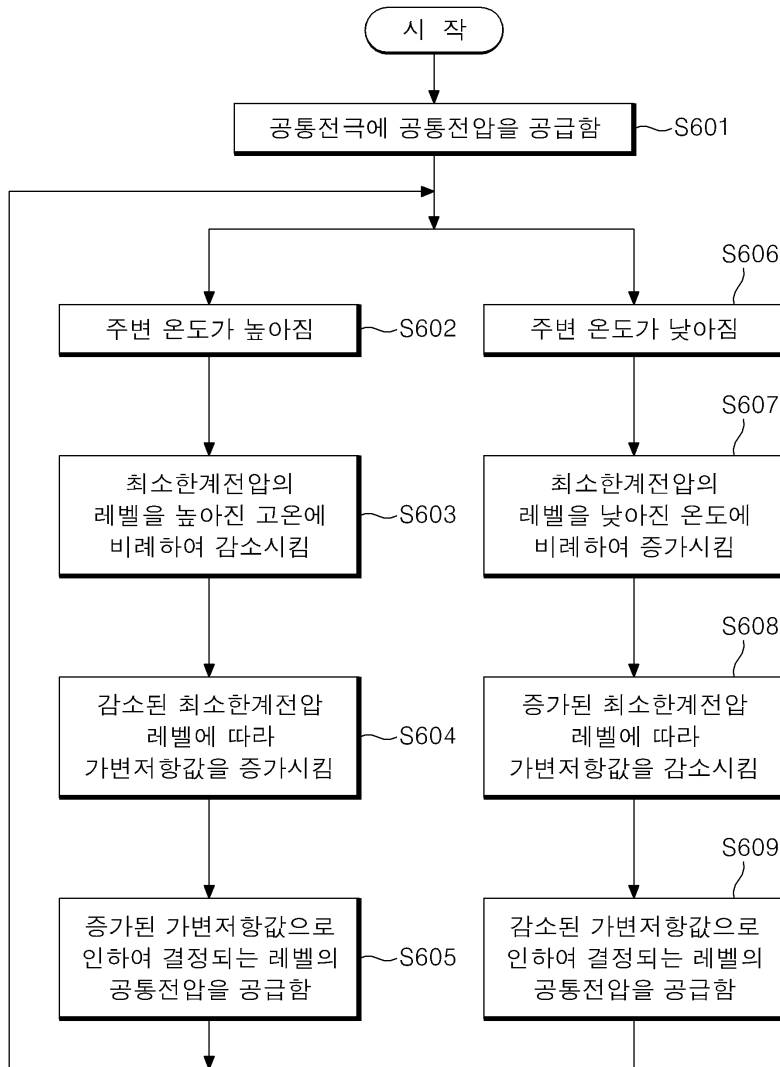 시 작
공통전극에 공통전압을 공급함
S601
주변 온도가 높아짐
S602
최소한계전압의
레벨을 높아진 고온에
비례하여 감소시킴
S603
감소된 최소한계전압
레벨에 따라
가변저항값을 증가시킴
S604
증가된 가변저항값으로
인하여 결정되는 레벨의
공통전압을 공급함
S605
S606
주변 온도가 낮아짐
S607
최소한계전압의
레벨을 낮아진 온도에
비례하여 증가시킴
S608
증가된 최소한계전압
레벨에 따라
가변저항값을 감소시킴
S609
감소된 가변저항값으로
인하여 결정되는 레벨의
공통전압을 공급함